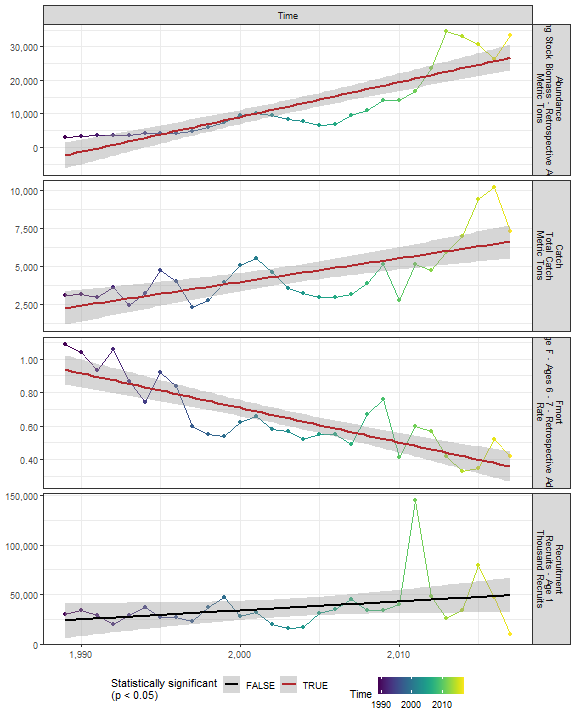 Time
30,000
20,000
10,000
0
Abundance
ng Stock Biomass - Retrospective A
Metric Tons
10,000
7,500
5,000
2,500
Catch
Total Catch
Metric Tons
1.00
0.80
0.60
0.40
Fmort
ge F - Ages 6 - 7 - Retrospective Ad
Rate
150,000
100,000
50,000
0
Recruitment
Recruits - Age 1
Thousand Recruits
1,990
2,000
2,010
Statistically significant
(p < 0.05)
FALSE
TRUE
Time
1990 2000 2010